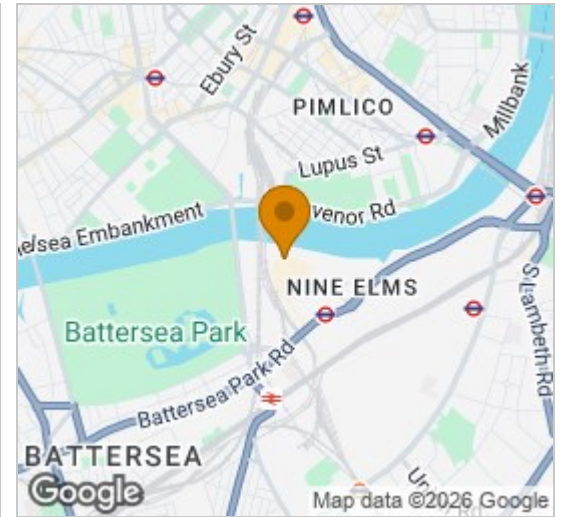 Ebury St
PIMLICO
Millbank
Lupus St
venor Rd
elsea Embankment
NINE ELMS
S Lambeth Rd
Battersea Park
Battersea Park Rd
BATTERSEA
Google
Map data ©2026 Google